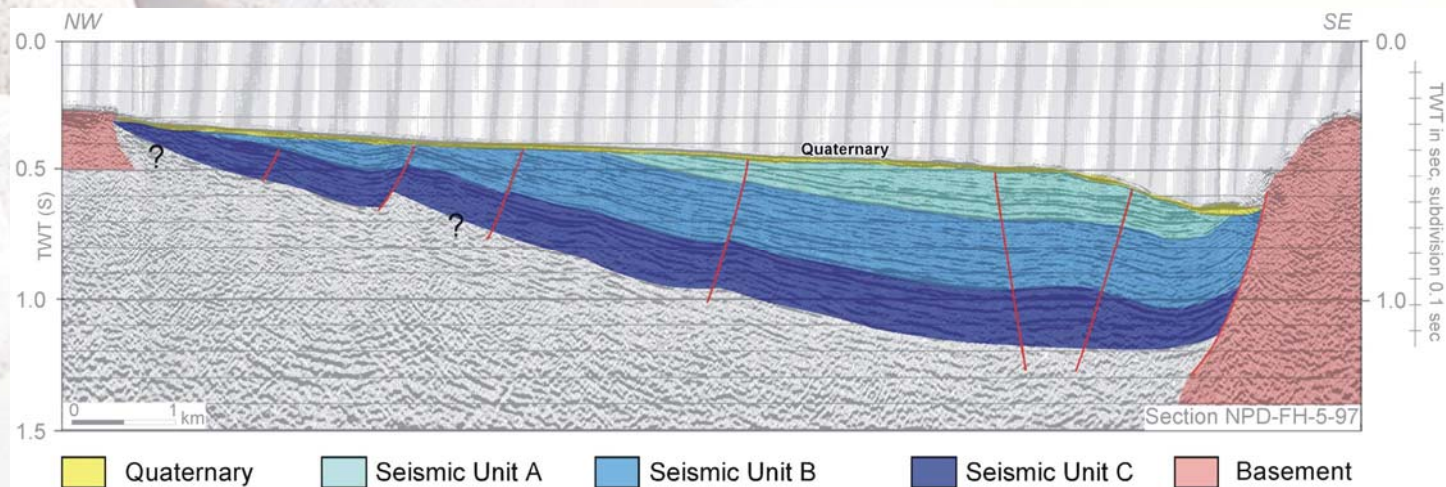 NW
SE
0.0
0.0
Quaternary
?
0.5
?
TWT (S)
1.0
1.0
TWT in sec, subdivision 0.1 sec
0 1 km
Section NPD-FH-5-97
1.5
Quaternary
Seismic Unit A
Seismic Unit B
Seismic Unit C
Basement